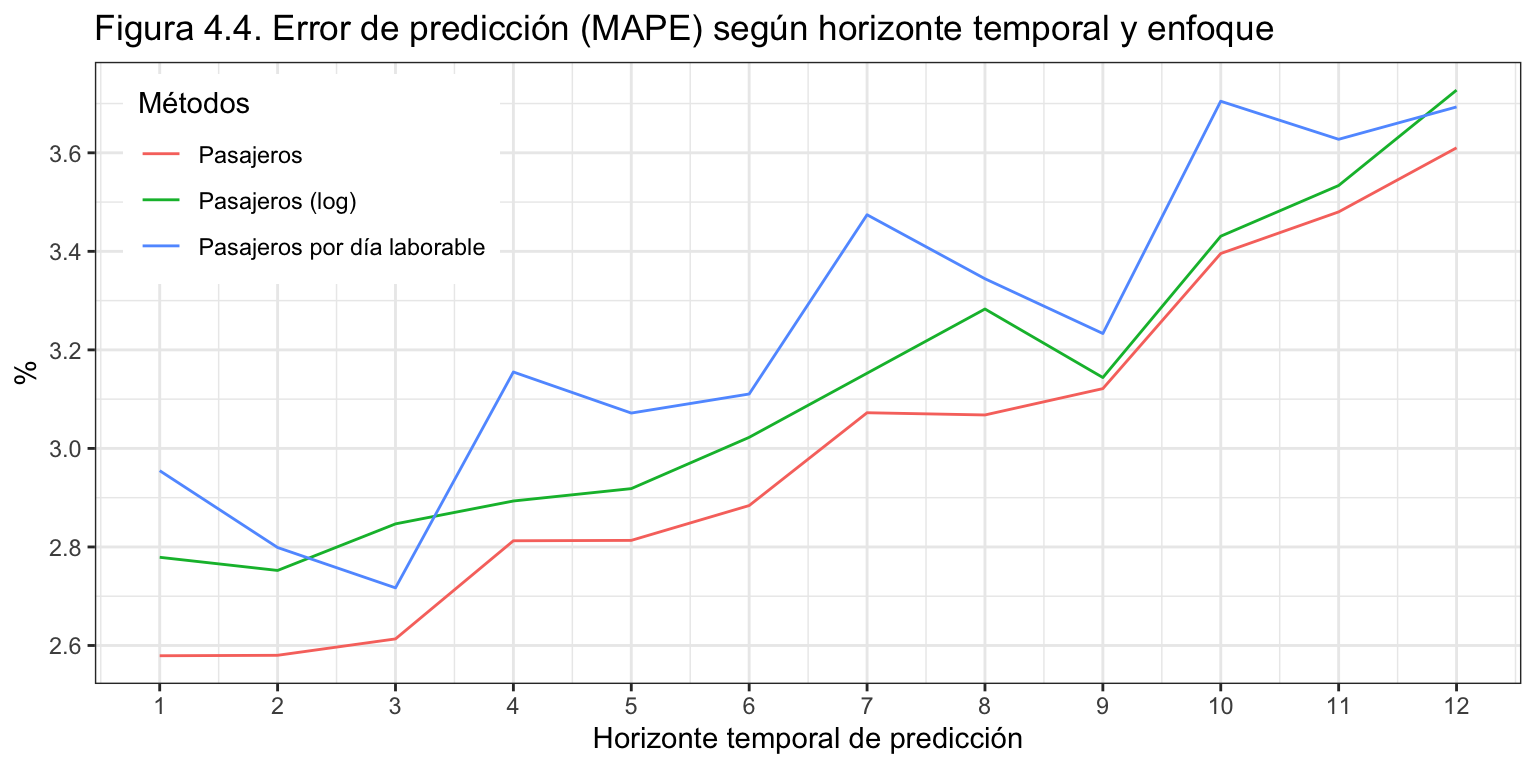 Figura 4.4. Error de predicción (MAPE) según horizonte temporal y enfoque
Métodos
Pasajeros
Pasajeros (log)
Pasajeros por día laborable
%
3.6
3.4
3.2
3.0
2.8
2.6
1 2 3 4 5 6 7 8 9 10 11 12
Horizonte temporal de predicción